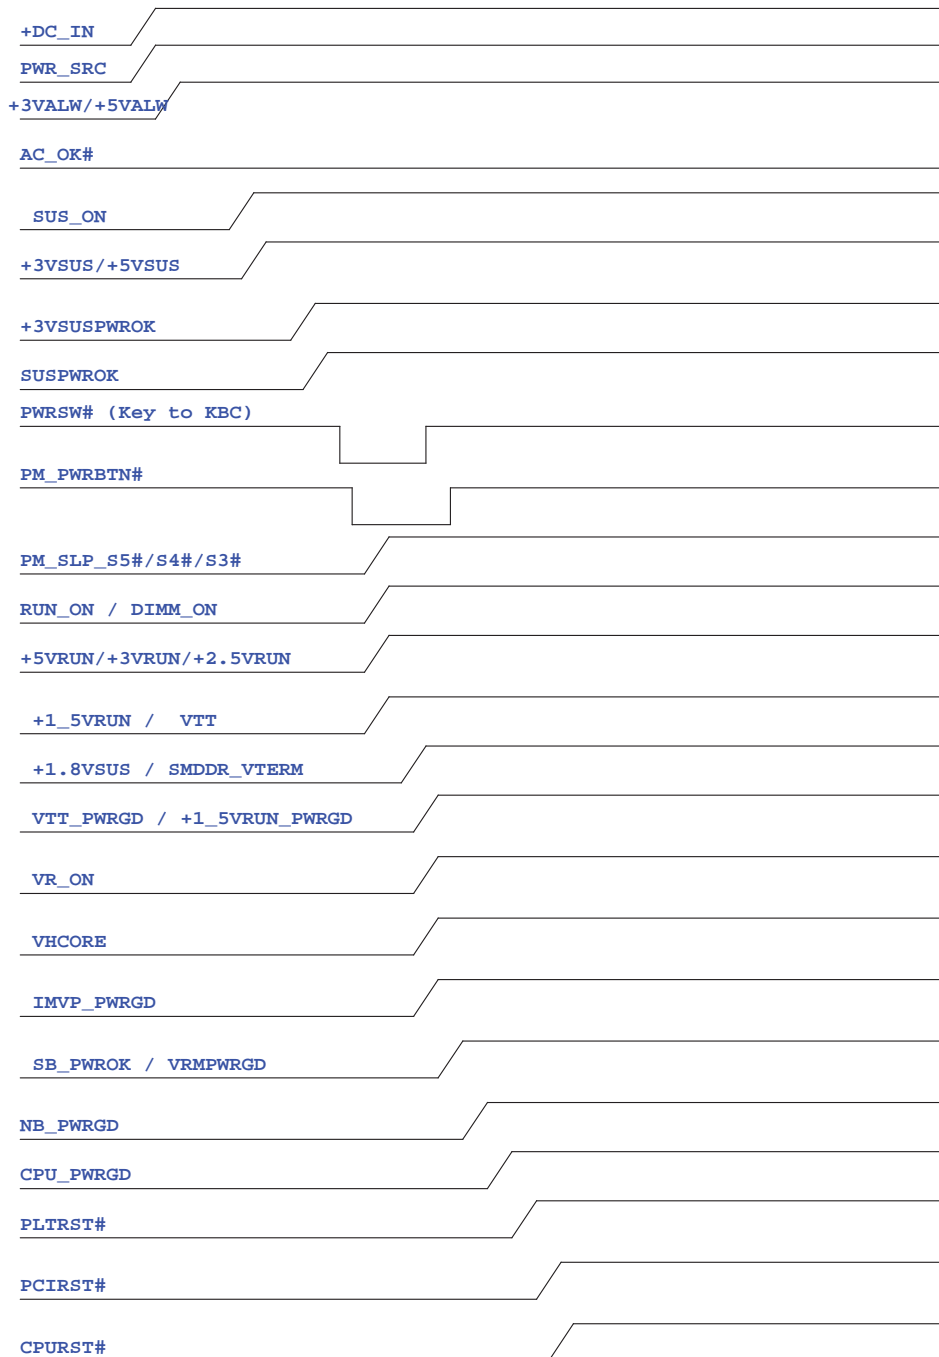 +DC_IN
PWR_SRC
+3VALW/+5VALW
AC_OK#
SUS_ON
+3VSUS/+5VSUS
+3VSUSPWROK
SUSPWROK
PWRSW# (Key to KBC)
PM_PWRBTN#
PM_SLP_S5#/S4#/S3#
RUN_ON / DIMM_ON
+5VRUN/+3VRUN/+2.5VRUN
+1_5VRUN / VTT
+1.8VSUS / SMDDR_VTERM
VTT_PWRGD / +1_5VRUN_PWRGD
VR_ON
VHCORE
IMVP_PWRGD
SB_PWROK / VRMPWRGD
NB_PWRGD
CPU_PWRGD
PLTRST#
PCIRST#
CPURST#